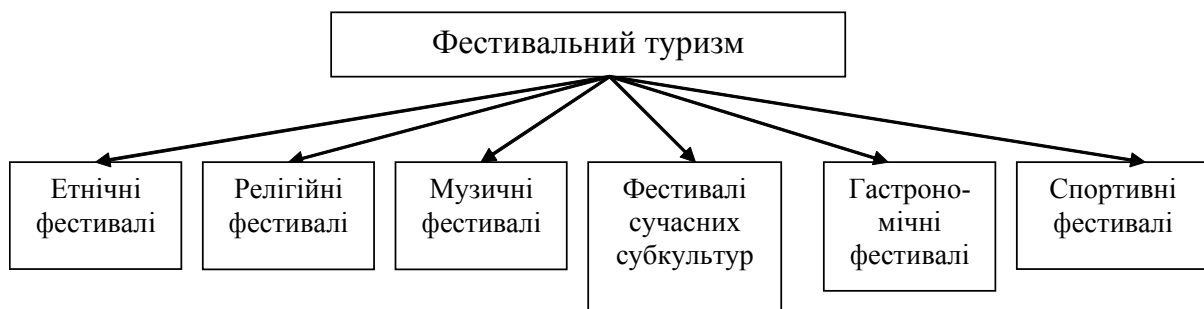 Фестивальний туризм
Етнічні
фестивалі
Релігійні
фестивалі
Музичні
фестивалі
Фестивалі
сучасних
субкультур
Гастроно-
мічні
фестивалі
Спортивні
фестивалі